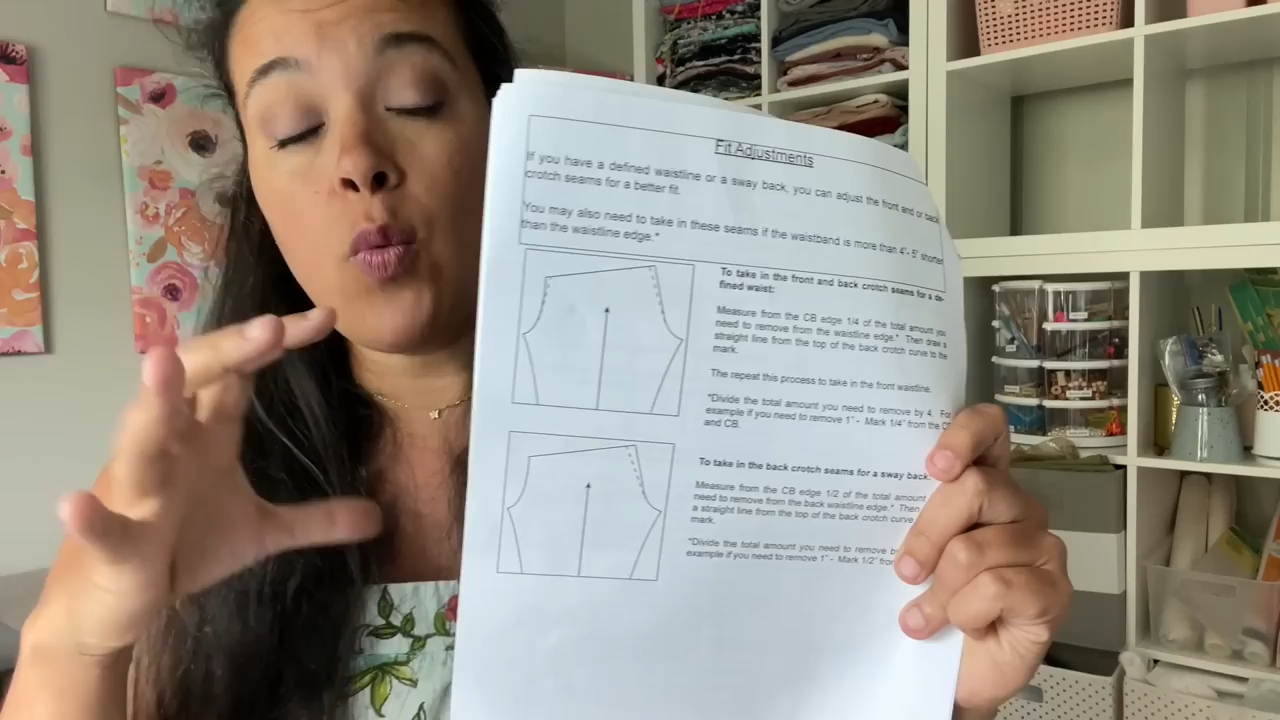 Fit Adjustments
If you have a defined waistline or a sway back, you can adjust the front and or back
crotch seams for a better fit.
You may also need to take in these seams if the waistband is more than 4"- 5" shorter
than the waistline edge.*
To take in the front and back crotch seams for a de-
fined waist:
Measure from the CB edge 1/4 of the total amount you
need to remove from the waistline edge.* Then draw a
straight line from the top of the back crotch curve to the
mark.
The repeat this process to take in the front waistline.
*Divide the total amount you need to remove by 4. For
example if you need to remove 1" - Mark 1/4" from the
and CB.
To take in the back crotch seams for a sway back:
Measure from the CB edge 1/2 of the total amount
need to remove from the back waistline edge.* Then
a straight line from the top of the back crotch curve
mark.
*Divide the total amount you need to remove
example if you need to remove 1" - Mark 1/2"